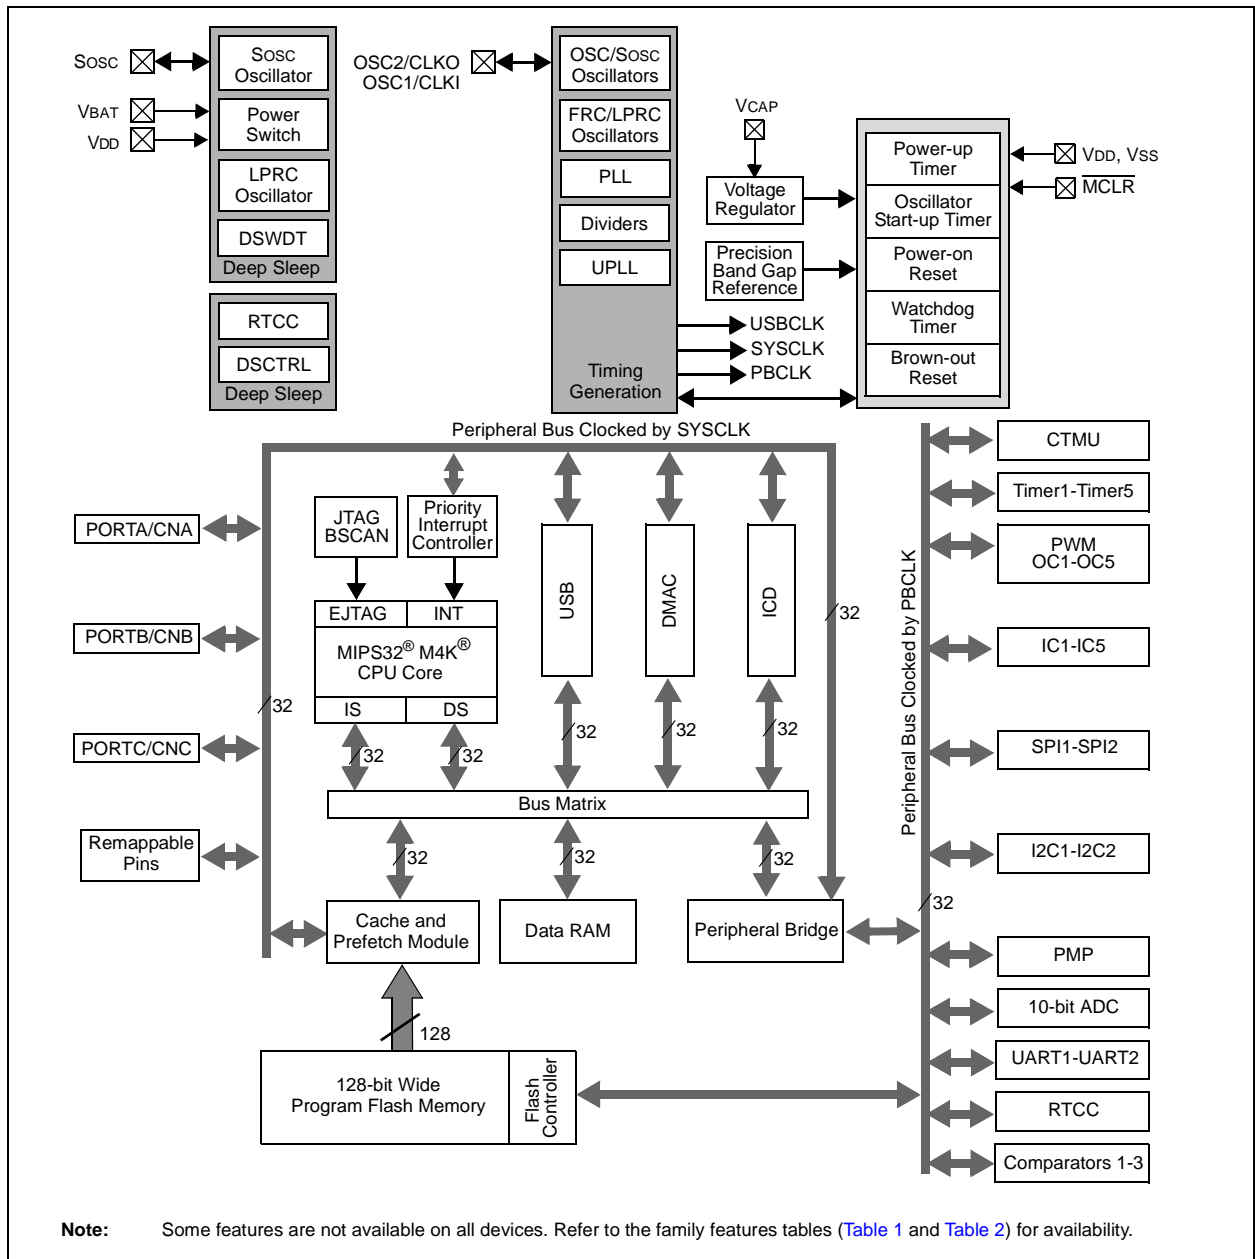 SOSC
VBAT
VDD
SOSC
Oscillator
Power
Switch
LPRC
Oscillator
DSWDT
Deep Sleep
RTCC
DSCTRL
Deep Sleep
OSC2/CLKO
OSC1/CLKI
OSC/SOSC
Oscillators
FRC/LPRC
Oscillators
PLL
Dividers
UPLL
Timing
Generation
USBCLK
SYSCLK
PBCLK
VCAP
Voltage
Regulator
Precision
Band Gap
Reference
Power-up
Timer
Oscillator
Start-up Timer
Power-on
Reset
Watchdog
Timer
Brown-out
Reset
VDD, VSS
MCLR
Peripheral Bus Clocked by SYSCLK
PORTA/CNA
PORTB/CNB
PORTC/CNC
Remappable
Pins
32
JTAG
BSCAN
Priority
Interrupt
Controller
EJTAG
INT
MIPS32® M4K®
CPU Core
IS
DS
32
32
USB
DMAC
ICD
32
32
32
32
Bus Matrix
32
32
32
Cache and
Prefetch Module
Data RAM
Peripheral Bridge
128
128-bit Wide
Program Flash Memory
Flash
Controller
Peripheral Bus Clocked by PBCLK
32
CTMU
Timer1-Timer5
PWM
OC1-OC5
IC1-IC5
SPI1-SPI2
I2C1-I2C2
PMP
10-bit ADC
UART1-UART2
RTCC
Comparators 1-3
Note: Some features are not available on all devices. Refer to the family features tables (Table 1 and Table 2) for availability.